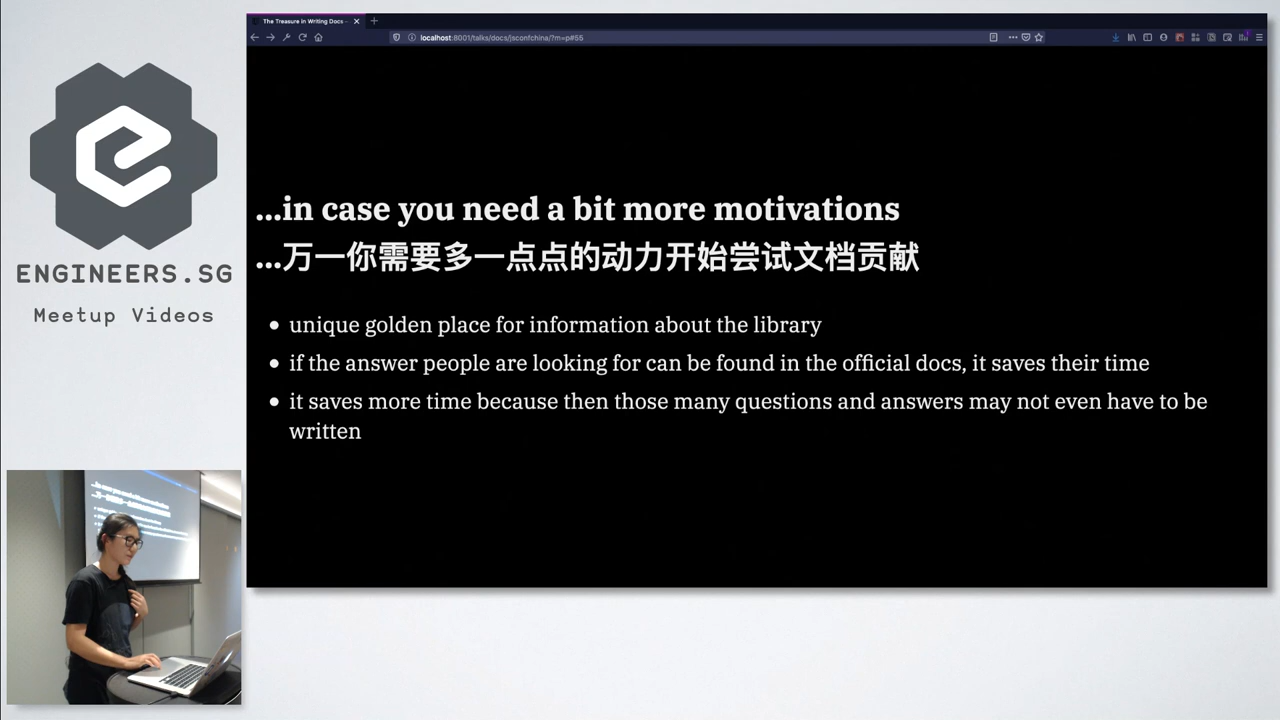 The Treasure in Writing Docs -
localhost:8001/talks/docs/jsconfchina/?m=p#55
ENGINEERS.SG
Meetup Videos
...in case you need a bit more motivations
...万一你需要多一点点的动力开始尝试文档贡献
unique golden place for information about the library
if the answer people are looking for can be found in the official docs, it saves their time
it saves more time because then those many questions and answers may not even have to be
written